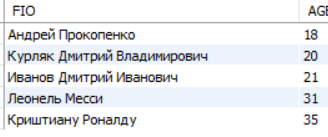 FIO AGE
Андрей Прокопенко 18
Курляк Дмитрий Владимирович 20
Иванов Дмитрий Иванович 21
Леонель Месси 31
Криштиану Роналду 35